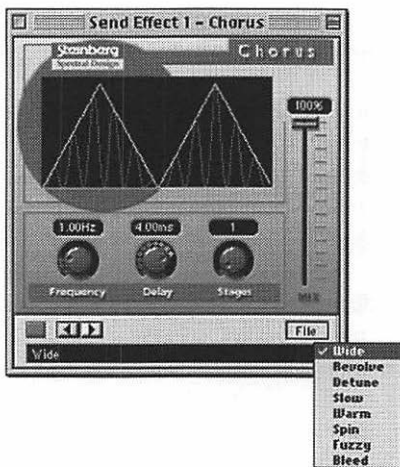 Send Effect 1 – Chorus
Steinberg
Spectral Design
Chorus
100%
1.00Hz
4.00ms
1
Frequency
Delay
Stages
MIX
File
Wide
✓ Wide
Revolve
Detune
Slow
Warm
Spin
Fuzzy
Bleed